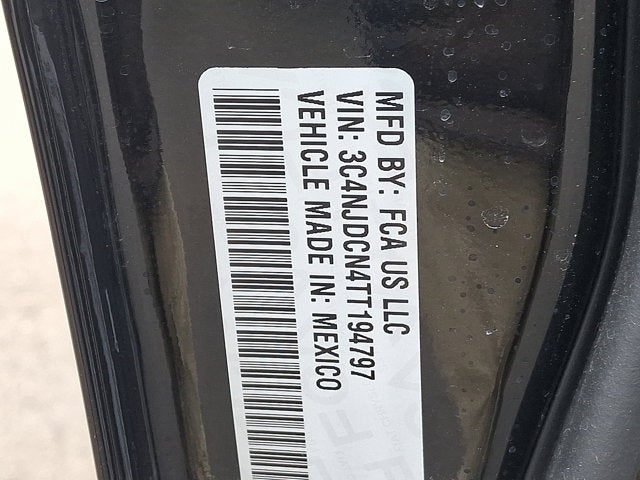 MFD BY: FCA US LLC
VIN: 3C4NJDCN4TT194797
VEHICLE MADE IN: MEXICO